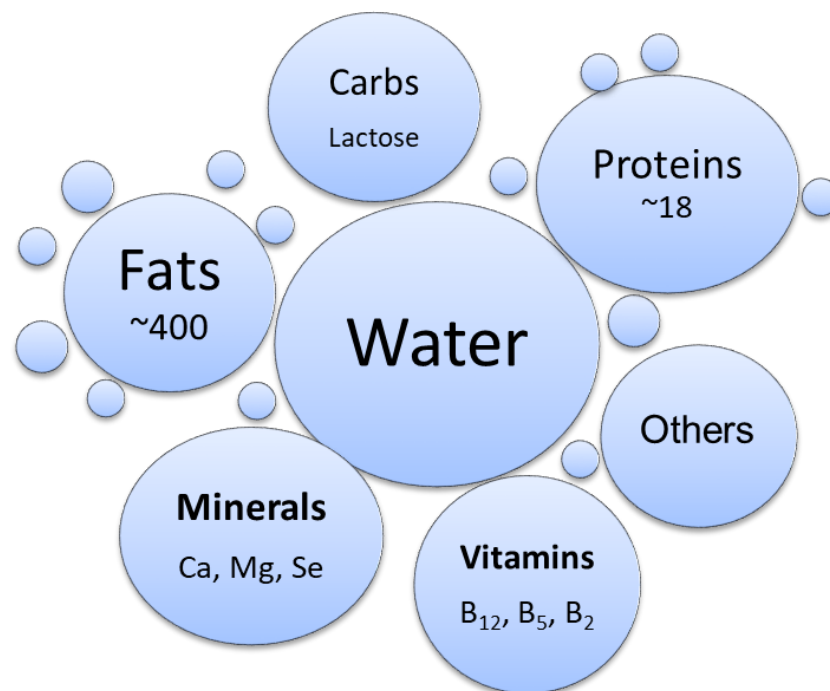 Carbs
Lactose
Proteins
~18
Fats
~400
Water
Others
Minerals
Ca, Mg, Se
Vitamins
B₁₂, B₅, B₂